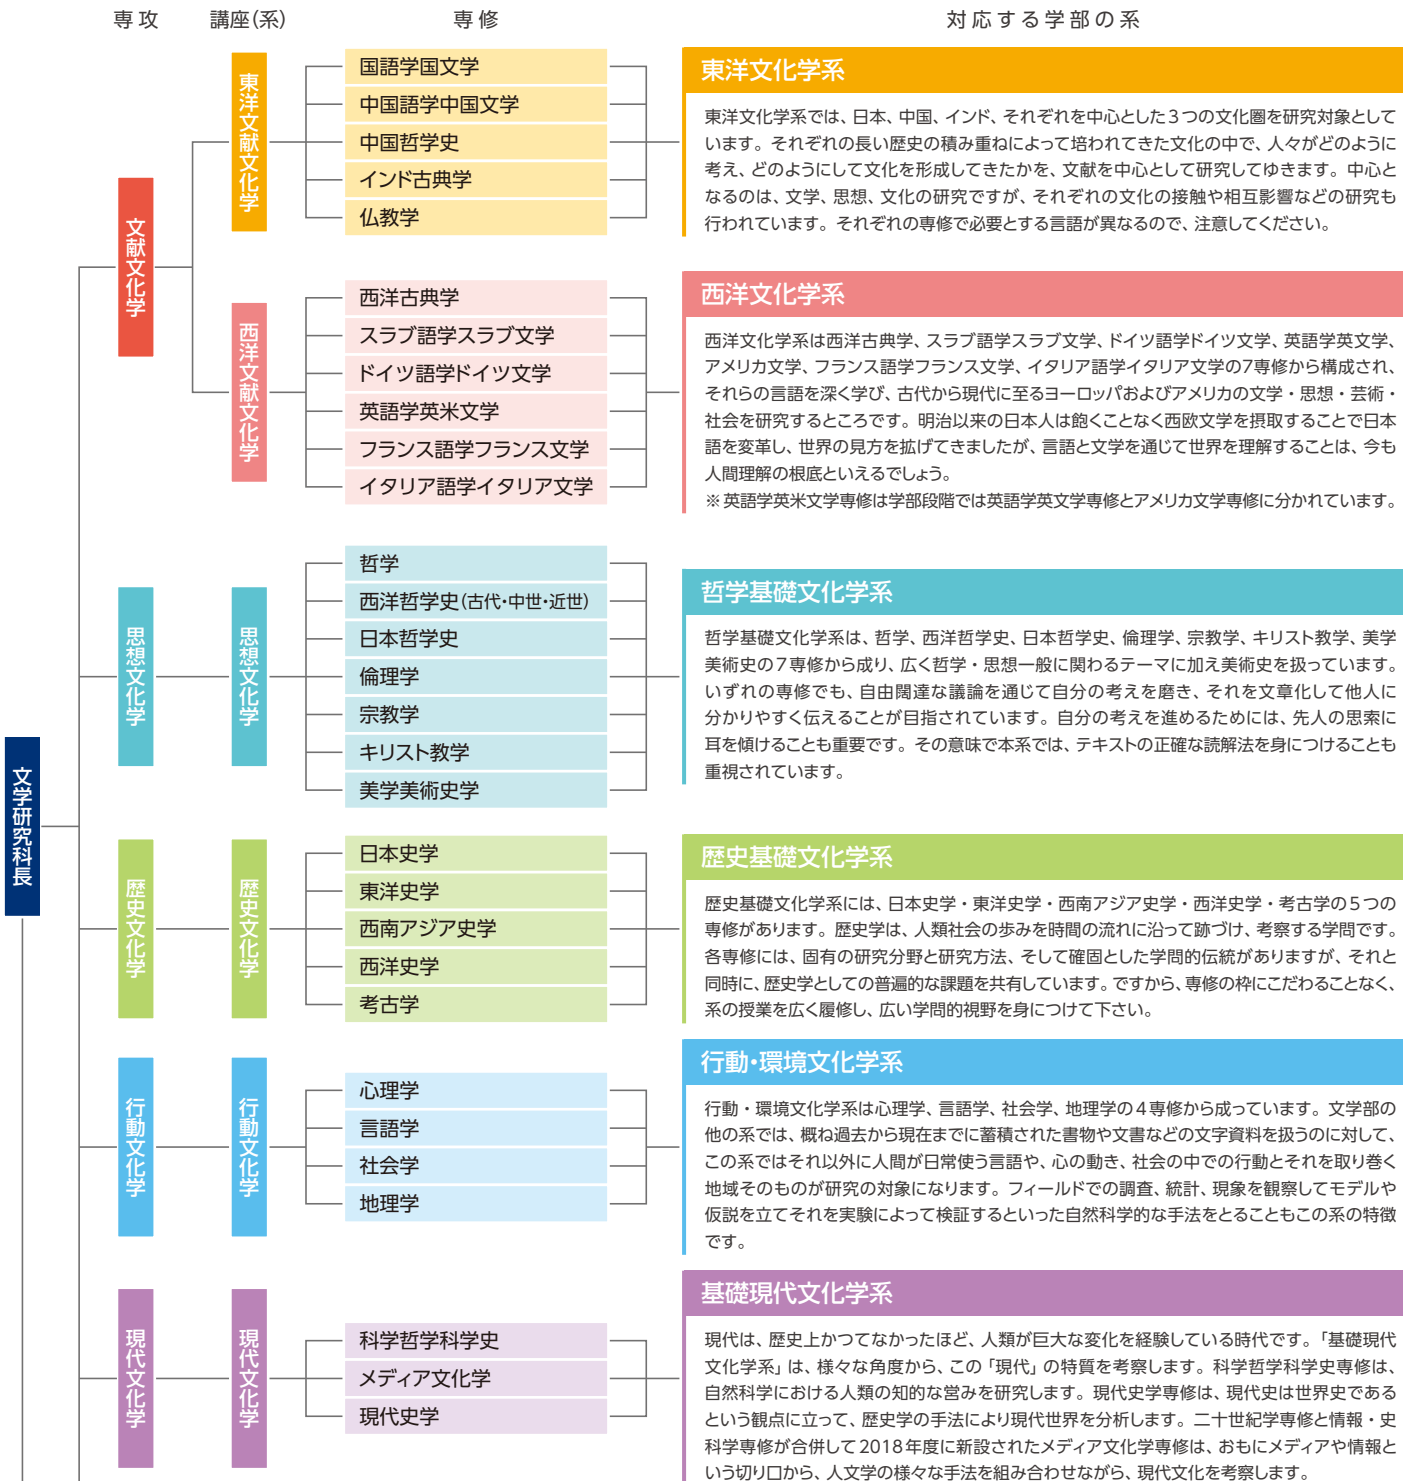 専攻
講座(系)
専修
対応する学部の系
文学研究科長
文献文化学
東洋文献文化学
国語学国文学
中国語学中国文学
中国哲学史
インド古典学
仏教学
東洋文化学系
東洋文化学系では、日本、中国、インド、それぞれを中心とした3つの文化圏を研究対象として
います。それぞれの長い歴史の積み重ねによって培われてきた文化の中で、人々がどのように
考え、どのようにして文化を形成してきたかを、文献を中心として研究してゆきます。中心と
なるのは、文学、思想、文化の研究ですが、それぞれの文化の接触や相互影響などの研究も
行われています。それぞれの専修で必要とする言語が異なるので、注意してください。
西洋文献文化学
西洋古典学
スラブ語学スラブ文学
ドイツ語学ドイツ文学
英語学英米文学
フランス語学フランス文学
イタリア語学イタリア文学
西洋文化学系
西洋文化学系は西洋古典学、スラブ語学スラブ文学、ドイツ語学ドイツ文学、英語学英文学、
アメリカ文学、フランス語学フランス文学、イタリア語学イタリア文学の7専修から構成され、
それらの言語を深く学び、古代から現代に至るヨーロッパおよびアメリカの文学・思想・芸術・
社会を研究するところです。明治以来の日本人は飽くことなく西欧文学を摂取することで日本
語を変革し、世界の見方を拡げてきましたが、言語と文学を通じて世界を理解することは、今も
人間理解の根底といえるでしょう。
※英語学英米文学専修は学部段階では英語学英文学専修とアメリカ文学専修に分かれています。
思想文化学
思想文化学
哲学
西洋哲学史(古代・中世・近世)
日本哲学史
倫理学
宗教学
キリスト教学
美学美術史学
哲学基礎文化学系
哲学基礎文化学系は、哲学、西洋哲学史、日本哲学史、倫理学、宗教学、キリスト教学、美学
美術史の7専修から成り、広く哲学・思想一般に関わるテーマに加え美術史を扱っています。
いずれの専修でも、自由闊達な議論を通じて自分の考えを磨き、それを文章化して他人に
分かりやすく伝えることが目指されています。自分の考えを進めるためには、先人の思索に
耳を傾けることも重要です。その意味で本系では、テキストの正確な読解法を身につけることも
重視されています。
歴史文化学
歴史文化学
日本史学
東洋史学
西南アジア史学
西洋史学
考古学
歴史基礎文化学系
歴史基礎文化学系には、日本史学・東洋史学・西南アジア史学・西洋史学・考古学の5つの
専修があります。歴史学は、人類社会の歩みを時間の流れに沿って跡づけ、考察する学問です。
各専修には、固有の研究分野と研究方法、そして確固とした学問的伝統がありますが、それと
同時に、歴史学としての普遍的な課題を共有しています。ですから、専修の枠にこだわることなく、
系の授業を広く履修し、広い学問的視野を身につけて下さい。
行動文化学
行動文化学
心理学
言語学
社会学
地理学
行動・環境文化学系
行動・環境文化学系は心理学、言語学、社会学、地理学の4専修から成っています。文学部の
他の系では、概ね過去から現在までに蓄積された書物や文書などの文字資料を扱うのに対して、
この系ではそれ以外に人間が日常使う言語や、心の動き、社会の中での行動とそれを取り巻く
地域そのものが研究の対象になります。フィールドでの調査、統計、現象を観察してモデルや
仮説を立てそれを実験によって検証するといった自然科学的な手法をとることもこの系の特徴
です。
現代文化学
現代文化学
科学哲学科学史
メディア文化学
現代史学
基礎現代文化学系
現代は、歴史上かつてなかったほど、人類が巨大な変化を経験している時代です。「基礎現代
文化学系」は、様々な角度から、この「現代」の特質を考察します。科学哲学科学史専修は、
自然科学における人類の知的な営みを研究します。現代史学専修は、現代史は世界史である
という観点に立って、歴史学の手法により現代世界を分析します。二十世紀学専修と情報・史
科学専修が合併して2018年度に新設されたメディア文化学専修は、おもにメディアや情報と
いう切り口から、人文学の様々な手法を組み合わせながら、現代文化を考察します。